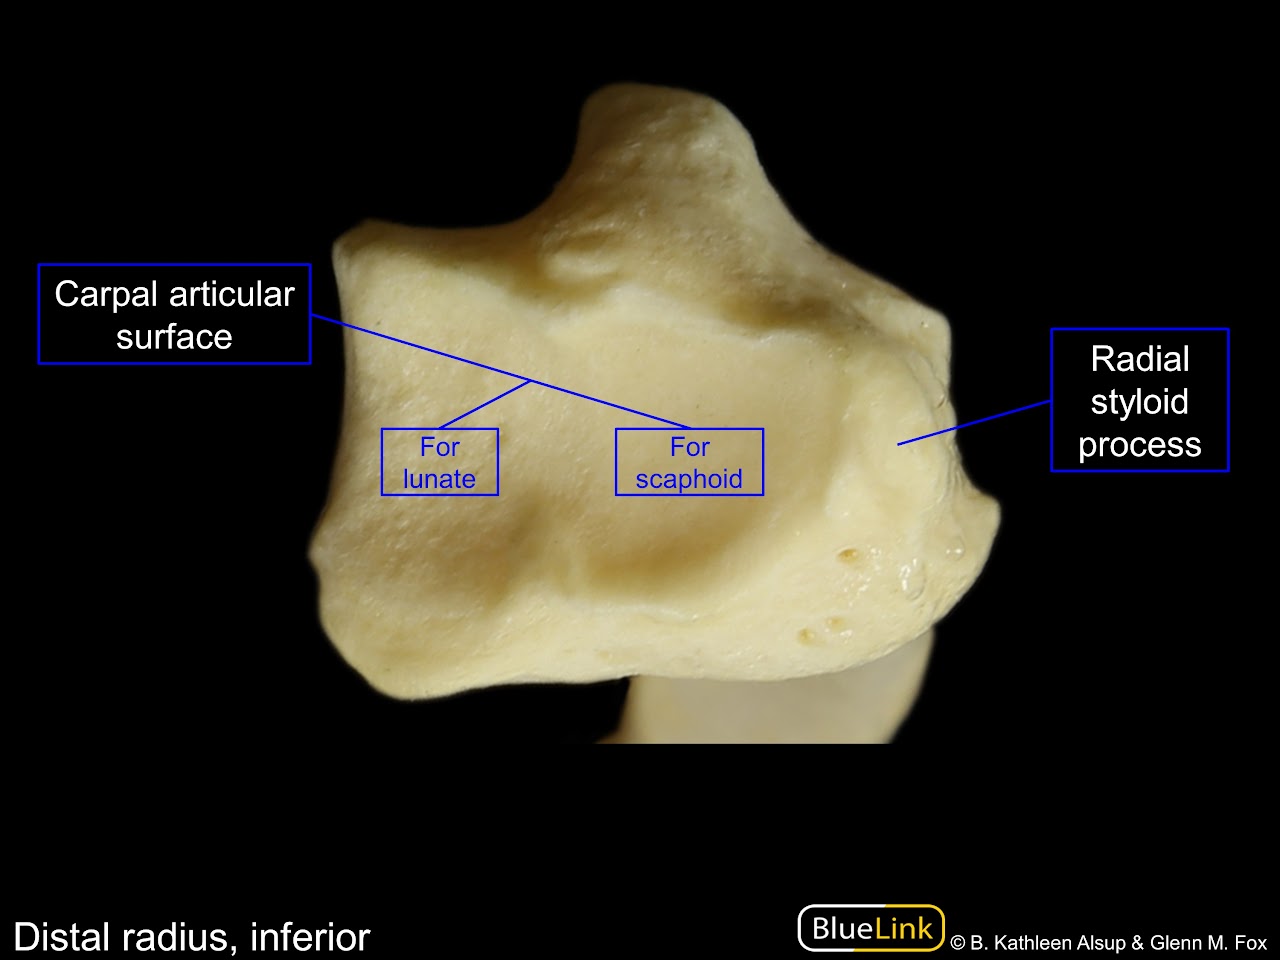 Carpal articular
surface
Radial
styloid
process
For
lunate
For
scaphoid
Distal radius, inferior
BlueLink
© B. Kathleen Alsup & Glenn M. Fox